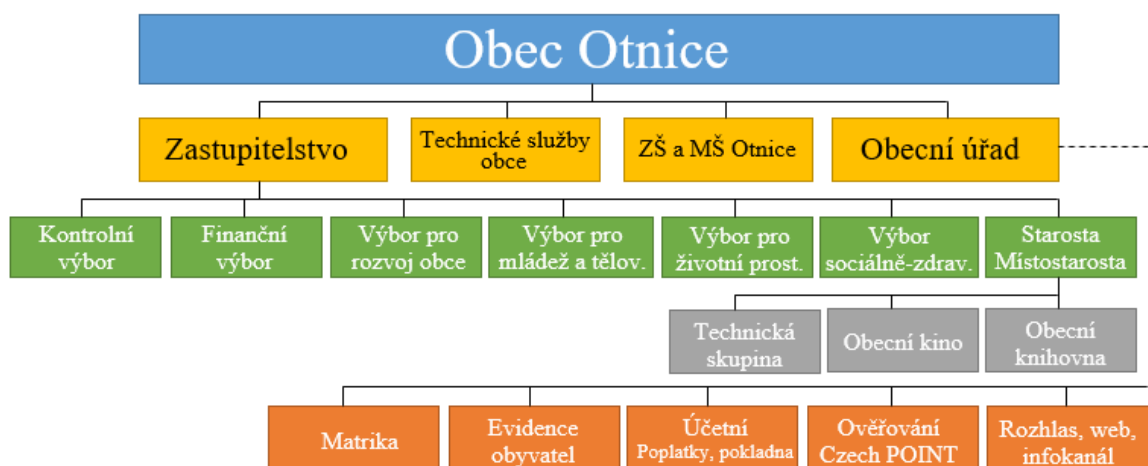 Obec Otnice
Zastupitelstvo
Technické služby
obce
ZŠ a MŠ Otnice
Obecní úřad
Kontrolní
výbor
Finanční
výbor
Výbor pro
rozvoj obce
Výbor pro
mládež a tělov.
Výbor pro
životní prost.
Výbor
sociálně-zdrav.
Starosta
Místostarosta
Technická
skupina
Obecní kino
Obecní
knihovna
Matrika
Evidence
obyvatel
Účetní
Poplatky, pokladna
Ověřování
Czech POINT
Rozhlas, web,
infokanál